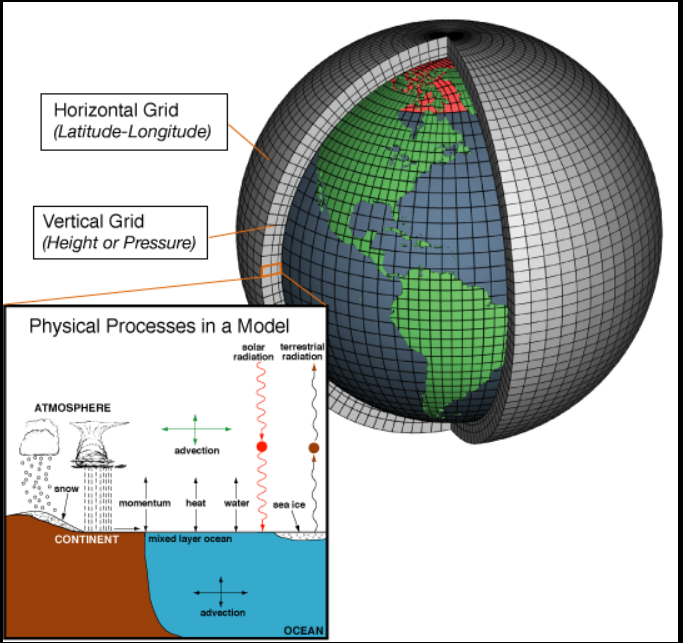 Horizontal Grid
(Latitude-Longitude)
Vertical Grid
(Height or Pressure)
Physical Processes in a Model
solar
radiation
terrestrial
radiation
ATMOSPHERE
advection
snow
momentum
heat
water
sea ice
CONTINENT
mixed layer ocean
advection
OCEAN